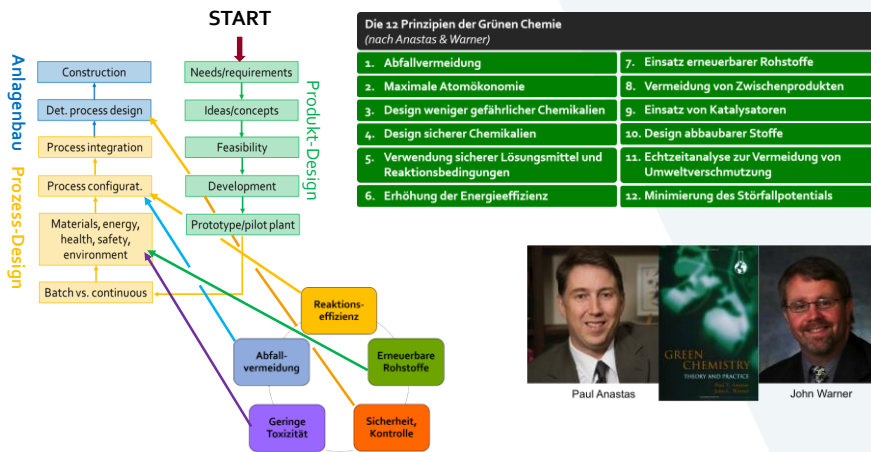 START
Anlagenbau
Prozess-Design
Construction
Det. process design
Process integration
Process configurat.
Materials, energy,
health, safety,
environment
Batch vs. continuous
Needs/requirements
Ideas/concepts
Feasibility
Development
Prototype/pilot plant
Produkt-Design
Reaktions-
effizienz
Abfall-
vermeidung
Erneuerbare
Rohstoffe
Geringe
Toxizität
Sicherheit,
Kontrolle
Die 12 Prinzipien der Grünen Chemie
(nach Anastas & Warner)
1. Abfallvermeidung
2. Maximale Atomökonomie
3. Design weniger gefährlicher Chemikalien
4. Design sicherer Chemikalien
5. Verwendung sicherer Lösungsmittel und
Reaktionsbedingungen
6. Erhöhung der Energieeffizienz
7. Einsatz erneuerbarer Rohstoffe
8. Vermeidung von Zwischenprodukten
9. Einsatz von Katalysatoren
10. Design abbaubarer Stoffe
11. Echtzeitanalyse zur Vermeidung von
Umweltverschmutzung
12. Minimierung des Störfallpotentials
GREEN
CHEMISTRY
THEORY AND PRACTICE
Paul Anastas
John Warner